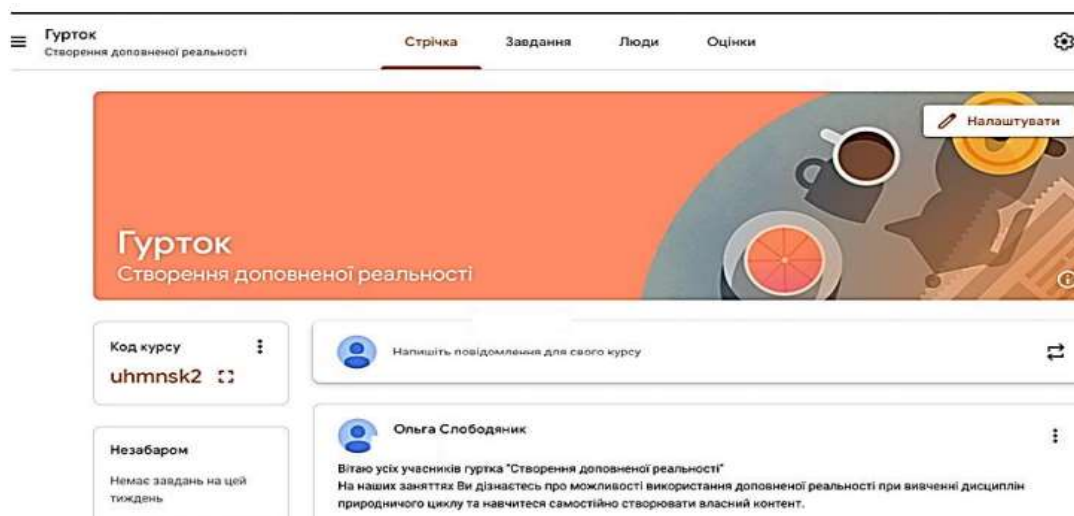 Гурток
Створення доповненої реальності
Стрічка Завдання Люди Оцінки
Налаштувати
Гурток
Створення доповненої реальності
Код курсу
uhmnsk2
Напишіть повідомлення для свого курсу
Незабаром
Немає завдань на цей
тиждень
Ольга Слободяник
Вітаю усіх учасників гуртка "Створення доповненої реальності"
На наших заняттях Ви дізнаєтесь про можливості використання доповненої реальності при вивченні дисциплін
природничого циклу та навчитеся самостійно створювати власний контент.